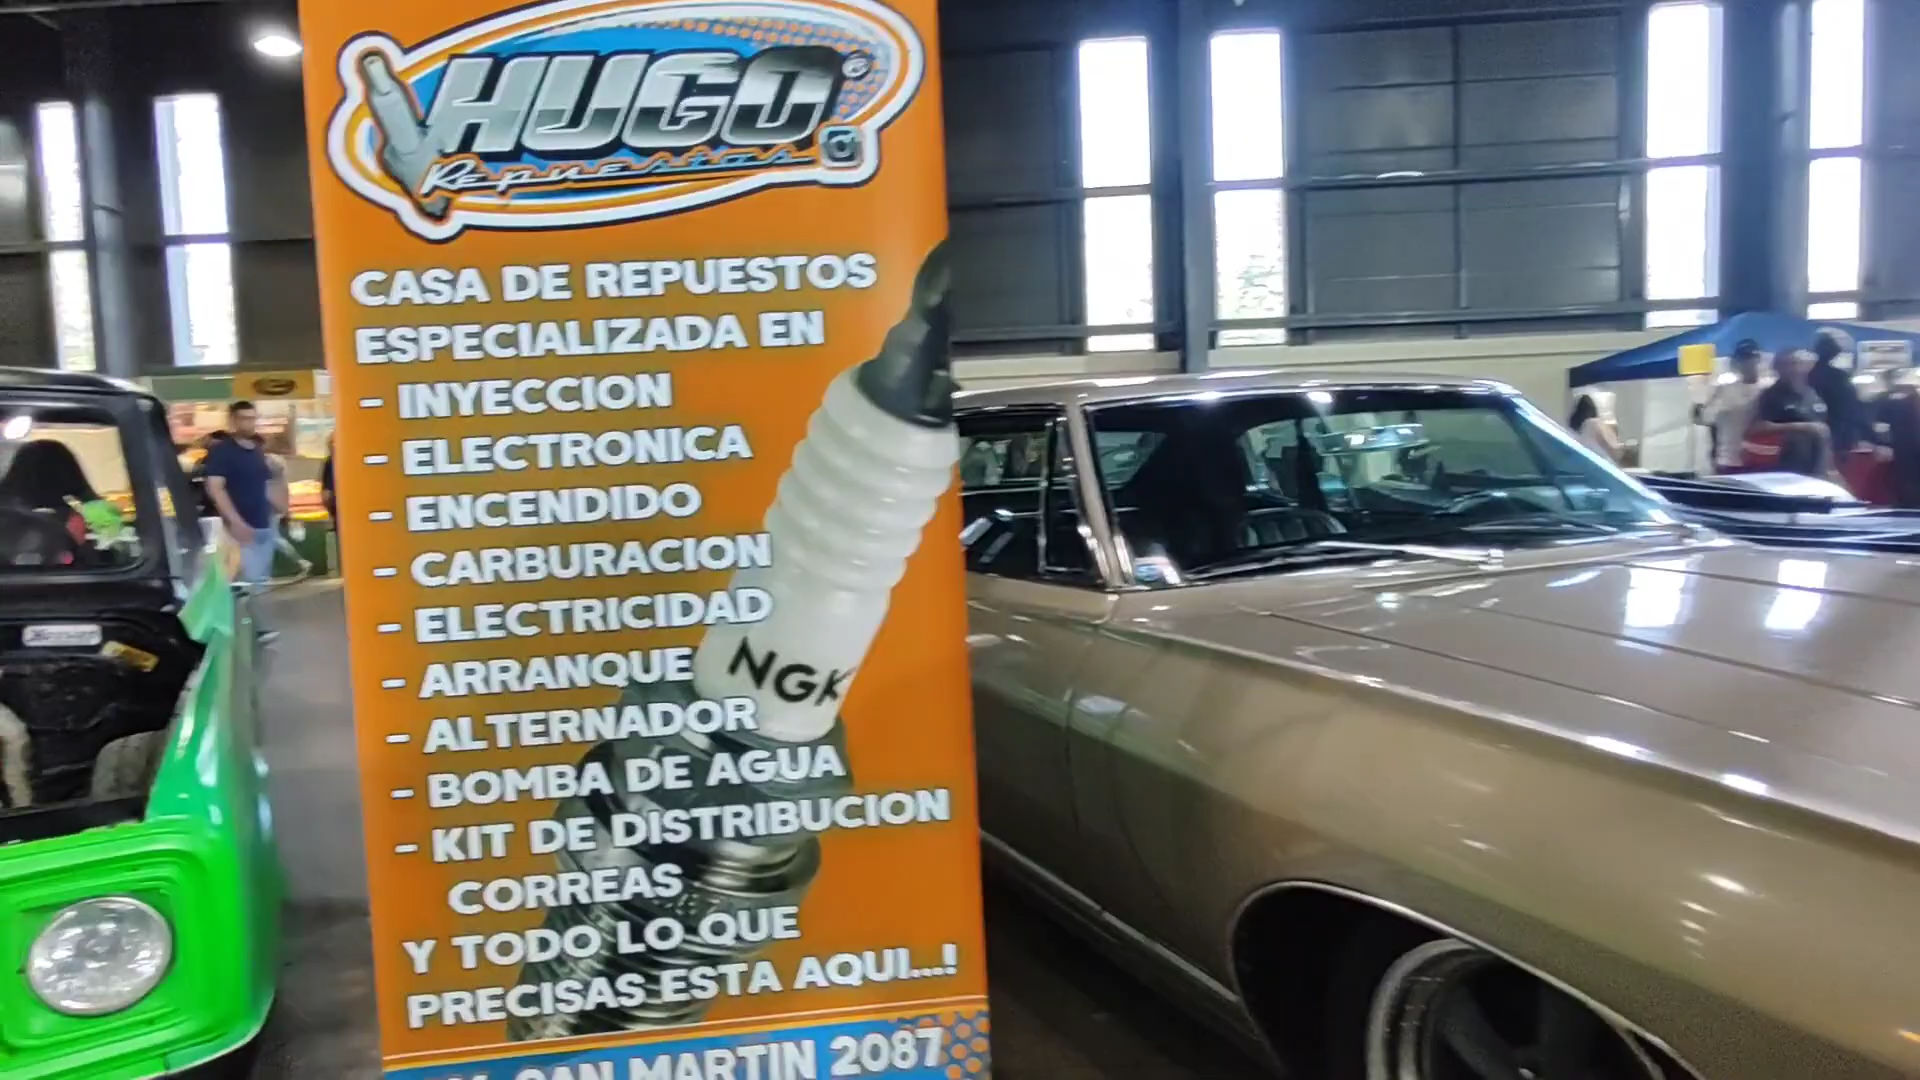 HUGO®
Repuestos
CASA DE REPUESTOS
ESPECIALIZADA EN
- INYECCION
- ELECTRONICA
- ENCENDIDO
- CARBURACION
- ELECTRICIDAD
- ARRANQUE
NGK
- ALTERNADOR
- BOMBA DE AGUA
- KIT DE DISTRIBUCION
CORREAS
Y TODO LO QUE
PRECISAS ESTA AQUI...!
SAN MARTIN 2087